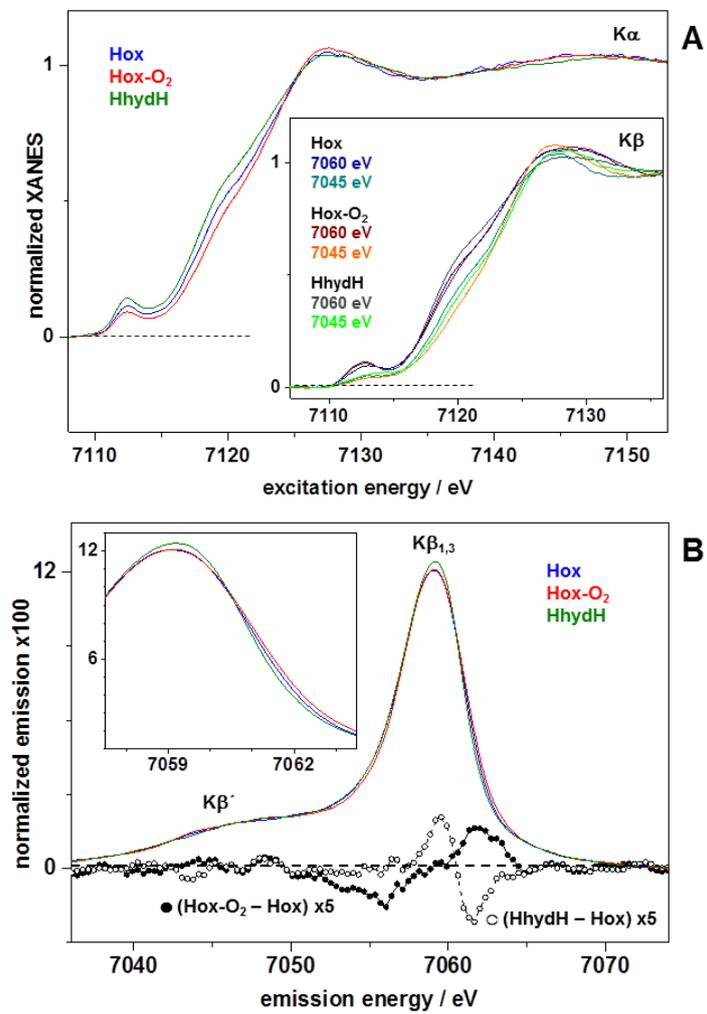 A
Kα
Hox
Hox-O₂
HhydH
1
0
normalized XANES
Kβ
Hox
7060 eV
7045 eV
Hox-O₂
7060 eV
7045 eV
HhydH
7060 eV
7045 eV
1
0
7110 7120 7130
7110 7120 7130 7140 7150
excitation energy / eV
B
Kβ₁,₃
Hox
Hox-O₂
HhydH
12
0
normalized emission x100
12
6
7059 7062
Kβ´
● (Hox-O₂ – Hox) x5
○ (HhydH – Hox) x5
7040 7050 7060 7070
emission energy / eV